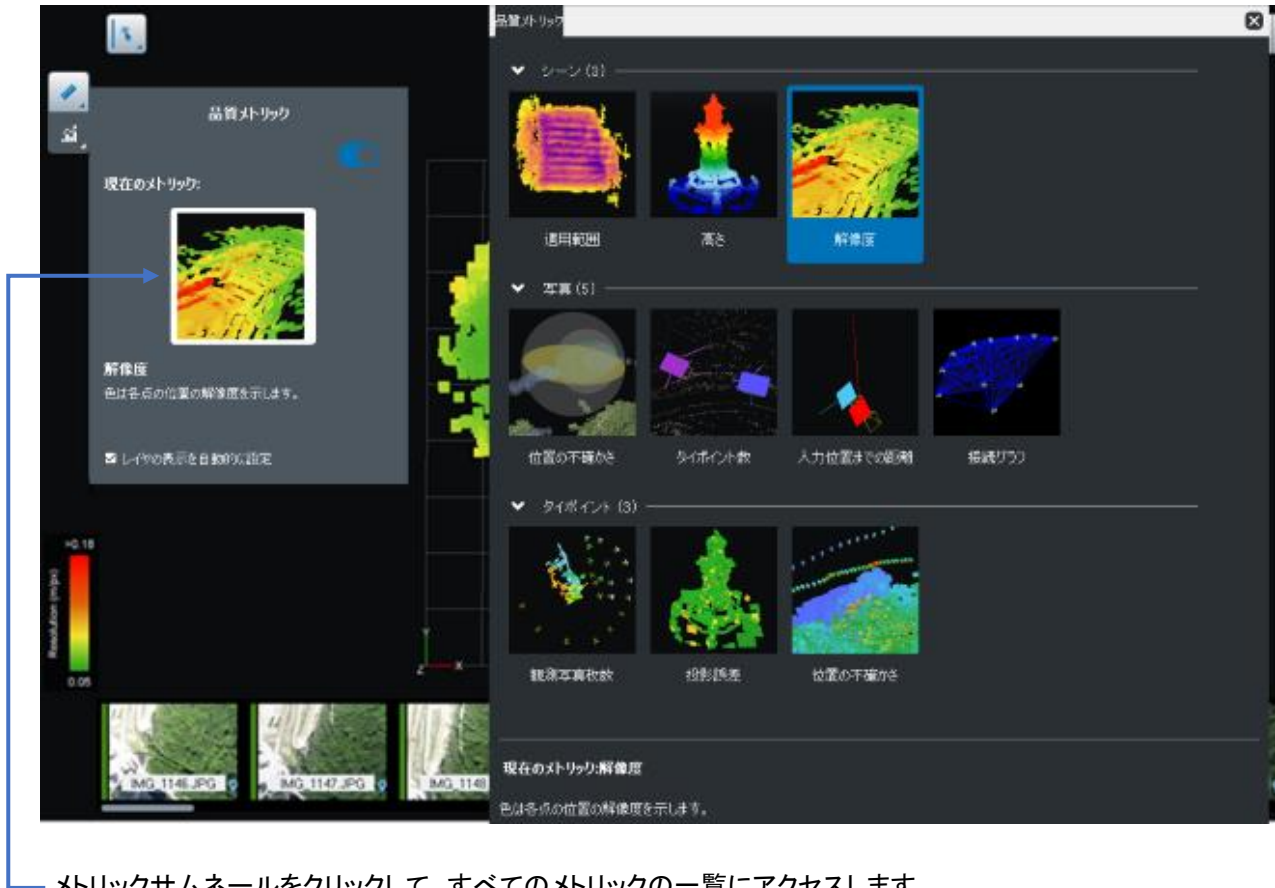 品質メトリック
シーン (3)
適用範囲
高さ
解像度
写真 (5)
位置の不確かさ
タイポイント数
入力位置までの距離
接続グラフ
タイポイント (3)
観測写真枚数
投影誤差
位置の不確かさ
現在のメトリック:解像度
色は各点の位置の解像度を示します。
品質メトリック
現在のメトリック:
解像度
色は各点の位置の解像度を示します。
レイヤの表示を自動的に設定
>0.18
Resolution (m/px)
0.05
Y
Z
X
IMG_1146.JPG
IMG_1147.JPG
IMG_1148
メトリックサムネールをクリックして、すべてのメトリックの一覧にアクセスします